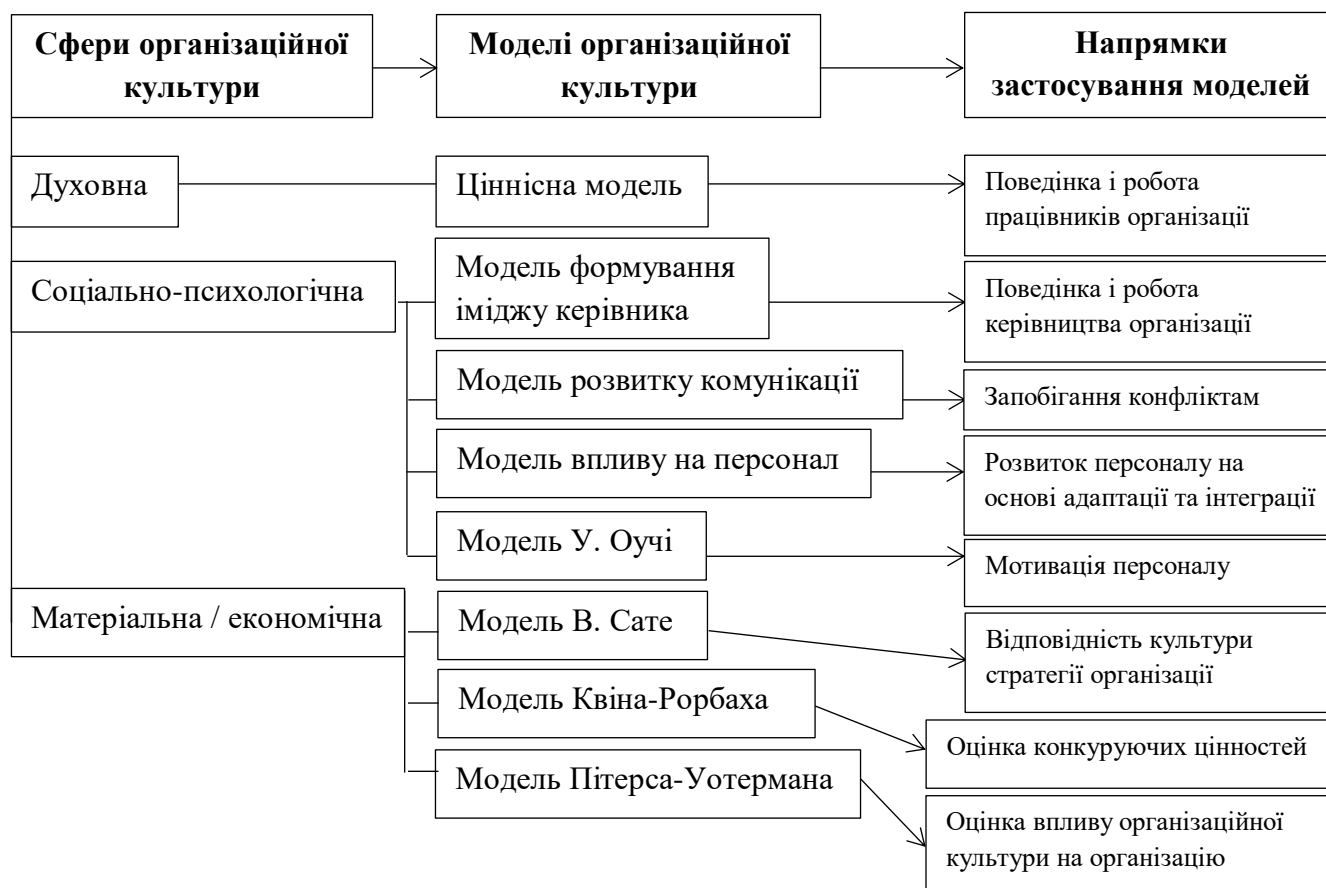 Сфери організаційної
культури
Моделі організаційної
культури
Напрямки
застосування моделей
Духовна
Ціннісна модель
Поведінка і робота
працівників організації
Соціально-психологічна
Модель формування
іміджу керівника
Поведінка і робота
керівництва організації
Модель розвитку комунікації
Запобігання конфліктам
Модель впливу на персонал
Розвиток персоналу на
основі адаптації та інтеграції
Модель У. Оучі
Мотивація персоналу
Матеріальна / економічна
Модель В. Сате
Відповідність культури
стратегії організації
Модель Квіна-Рорбаха
Оцінка конкуруючих цінностей
Модель Пітерса-Уотермана
Оцінка впливу організаційної
культури на організацію